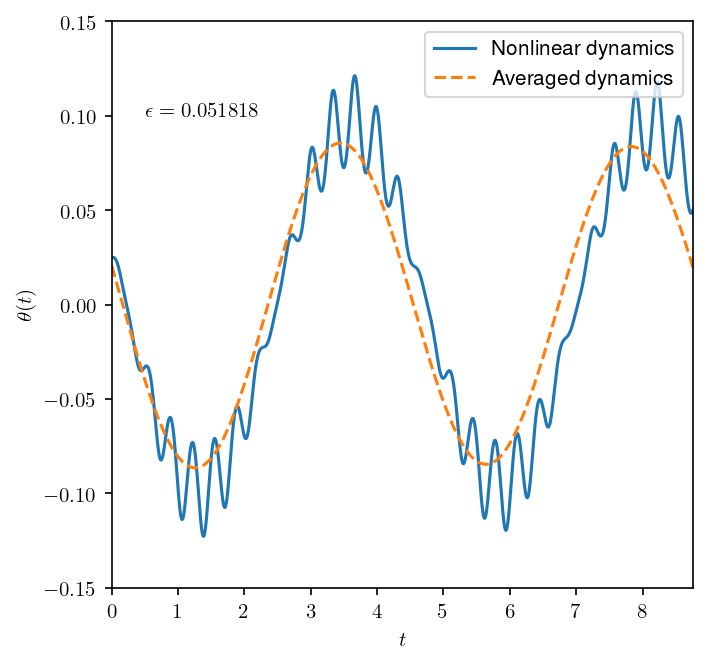 0.15
0.10
0.05
0.00
−0.05
−0.10
−0.15
θ(t)
ϵ = 0.051818
Nonlinear dynamics
Averaged dynamics
0 1 2 3 4 5 6 7 8
t